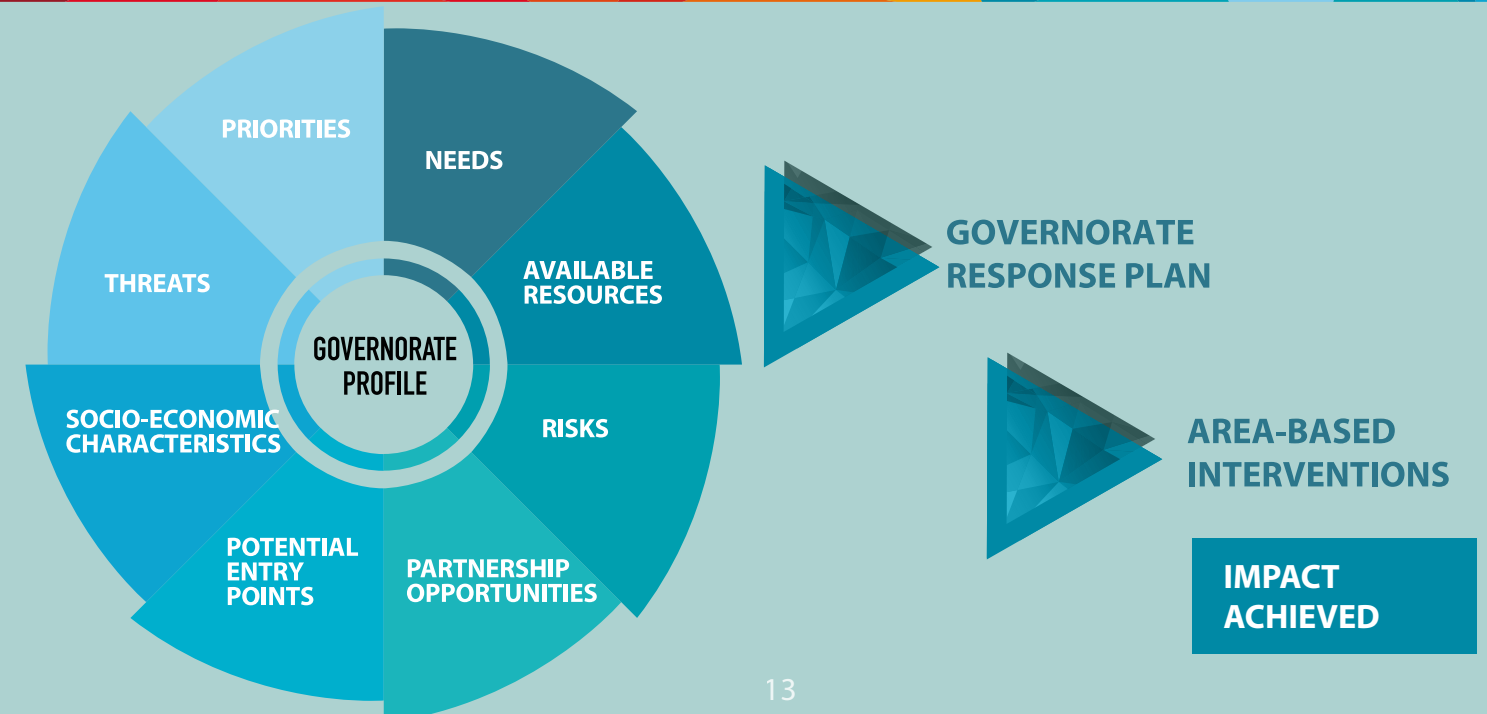 PRIORITIES
NEEDS
THREATS
AVAILABLE
RESOURCES
GOVERNORATE
PROFILE
SOCIO-ECONOMIC
CHARACTERISTICS
RISKS
POTENTIAL
ENTRY
POINTS
PARTNERSHIP
OPPORTUNITIES
GOVERNORATE
RESPONSE PLAN
AREA-BASED
INTERVENTIONS
IMPACT
ACHIEVED
13